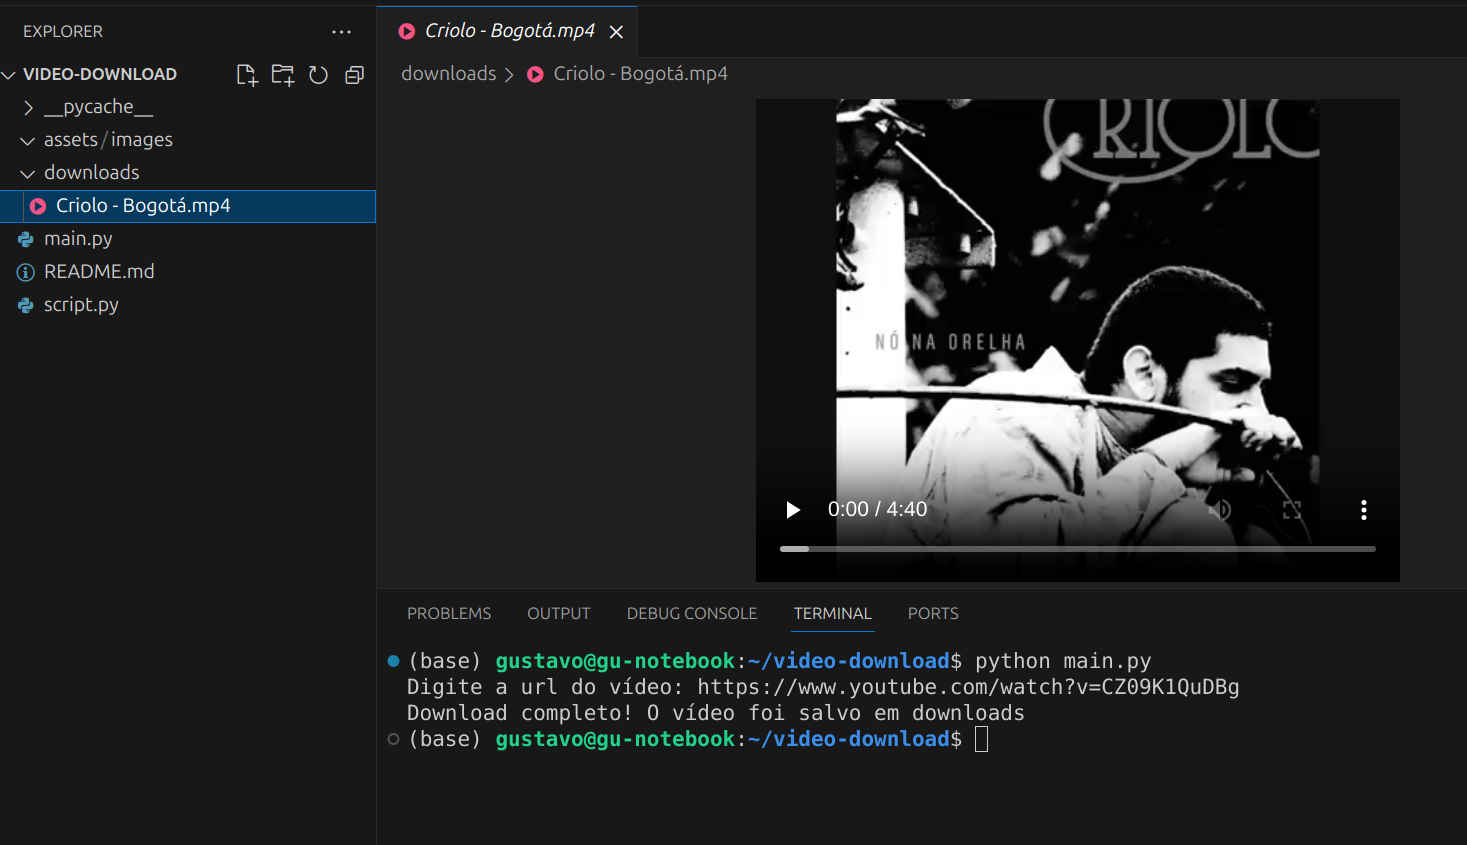 EXPLORER
VIDEO-DOWNLOAD
__pycache__
assets/images
downloads
Criolo - Bogotá.mp4
main.py
README.md
script.py
Criolo - Bogotá.mp4
downloads > Criolo - Bogotá.mp4
CRIOLO
NÓ NA ORELHA
0:00 / 4:40
PROBLEMS OUTPUT DEBUG CONSOLE TERMINAL PORTS
(base) gustavo@gu-notebook:~/video-download$ python main.py
Digite a url do vídeo: https://www.youtube.com/watch?v=CZ09K1QuDBg
Download completo! O vídeo foi salvo em downloads
(base) gustavo@gu-notebook:~/video-download$